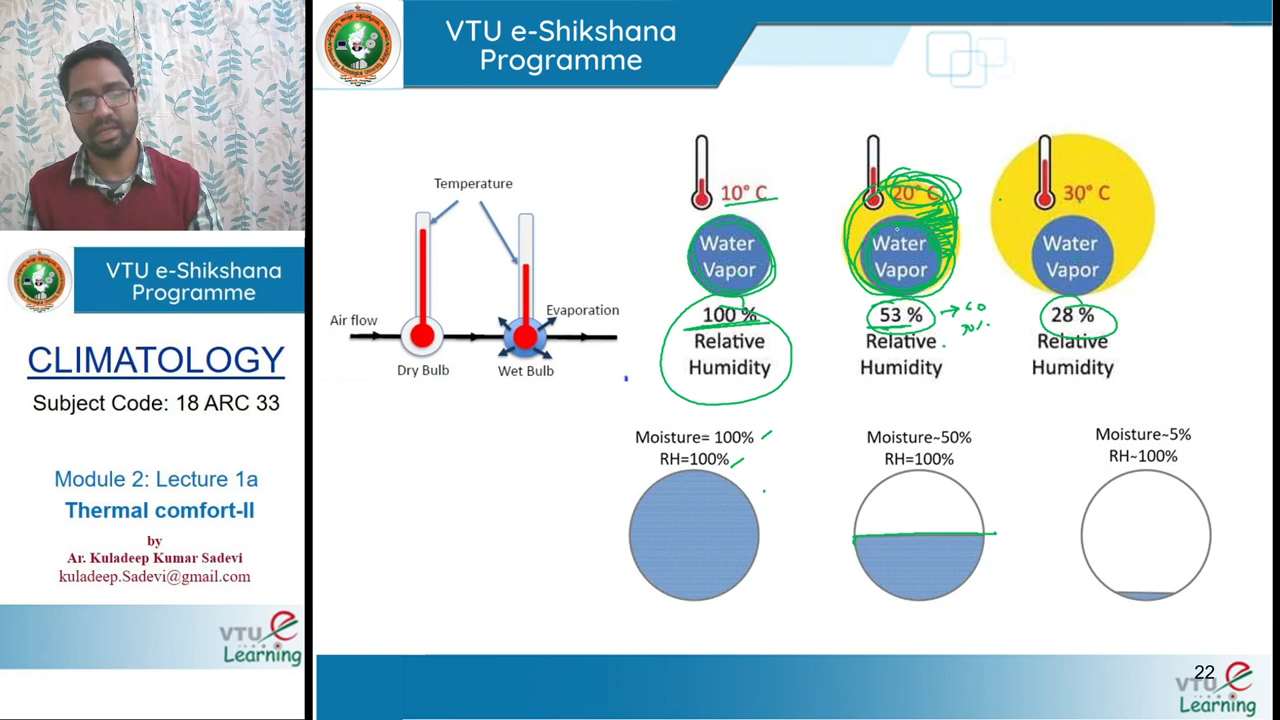 VTU e-Shikshana
Programme
VTU e-Shikshana
Programme
CLIMATOLOGY
Subject Code: 18 ARC 33
Module 2: Lecture 1a
Thermal comfort-II
by
Ar. Kuladeep Kumar Sadevi
kuladeep.Sadevi@gmail.com
VTU e
Learning
Temperature
Air flow
Evaporation
Dry Bulb
Wet Bulb
10° C
Water
Vapor
100 %
Relative
Humidity
20° C
Water
Vapor
53 %
Relative
Humidity
60
70%
30° C
Water
Vapor
28 %
Relative
Humidity
Moisture= 100%
RH=100%
Moisture~50%
RH=100%
Moisture~5%
RH~100%
22
VTU e
Learning